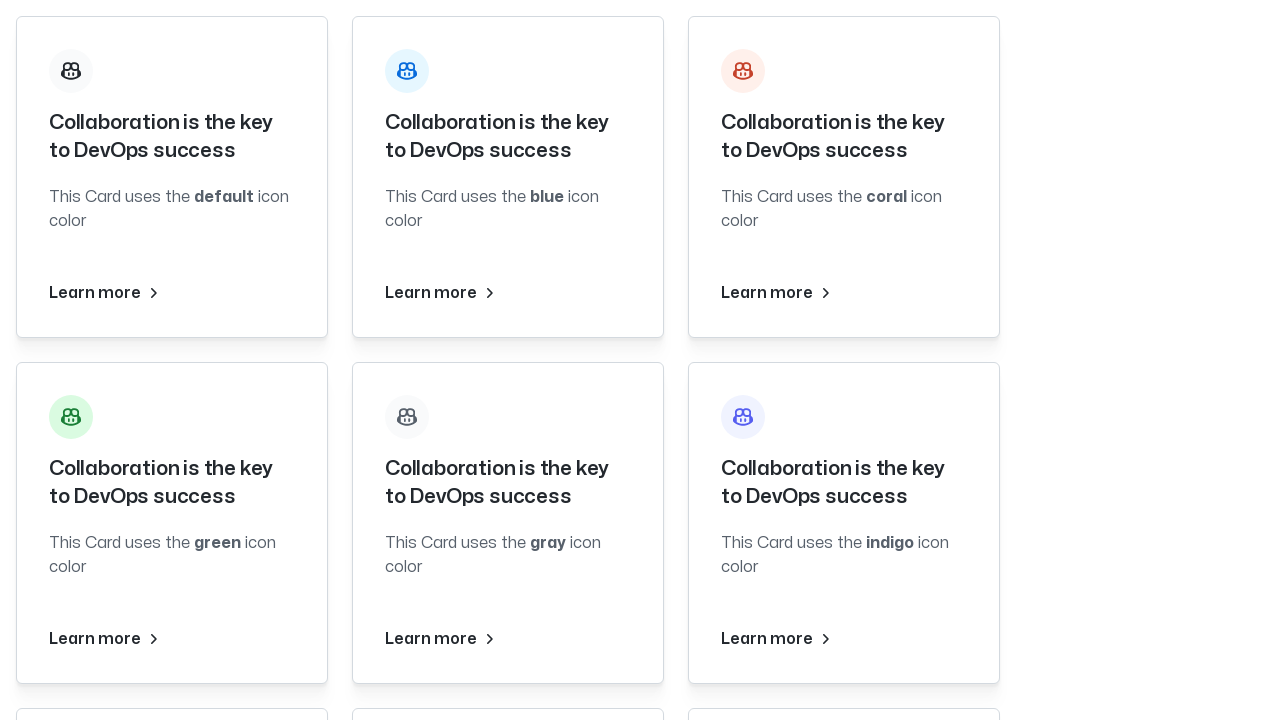 Collaboration is the key
to DevOps success
This Card uses the default icon
color
Learn more
Collaboration is the key
to DevOps success
This Card uses the blue icon
color
Learn more
Collaboration is the key
to DevOps success
This Card uses the coral icon
color
Learn more
Collaboration is the key
to DevOps success
This Card uses the green icon
color
Learn more
Collaboration is the key
to DevOps success
This Card uses the gray icon
color
Learn more
Collaboration is the key
to DevOps success
This Card uses the indigo icon
color
Learn more